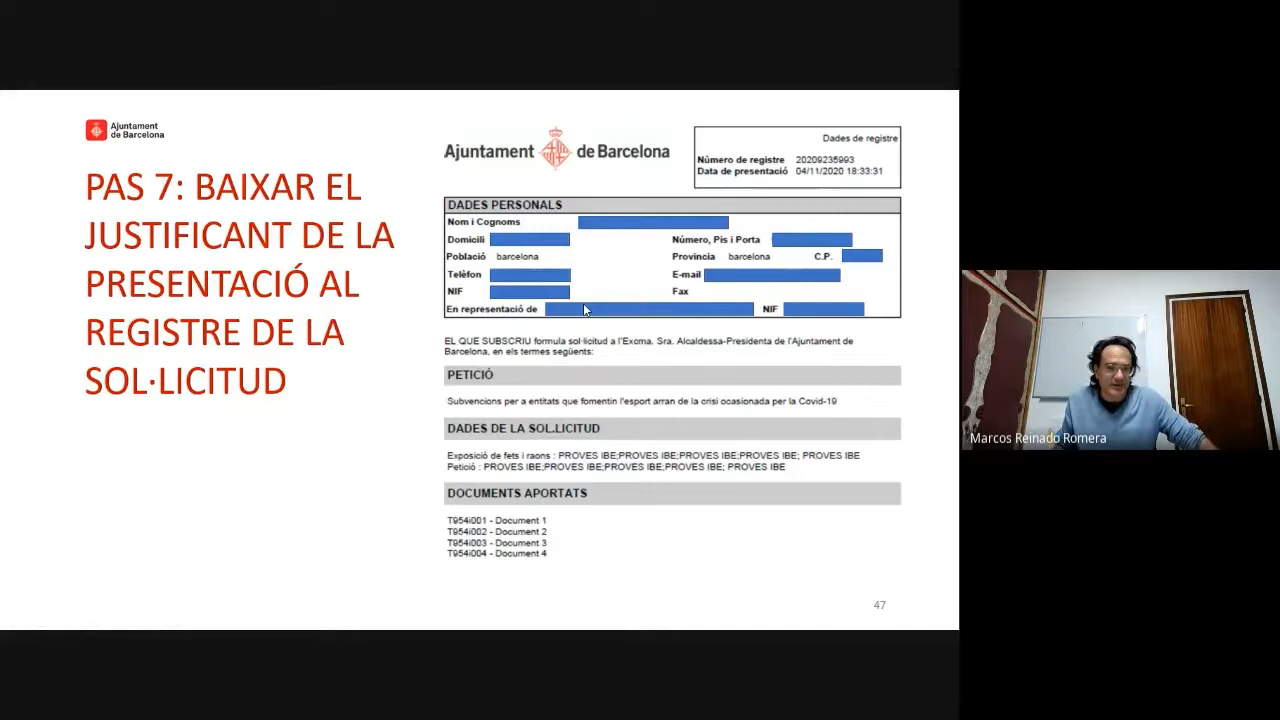 Ajuntament
de Barcelona
PAS 7: BAIXAR EL
JUSTIFICANT DE LA
PRESENTACIÓ AL
REGISTRE DE LA
SOL·LICITUD
Ajuntament de Barcelona
Dades de registre
Número de registre 20209235993
Data de presentació 04/11/2020 18:33:31
DADES PERSONALS
Nom i Cognoms
Domicili Número, Pis i Porta
Població barcelona Provincia barcelona C.P.
Telèfon E-mail
NIF Fax
En representació de NIF
EL QUE SUBSCRIU formula sol·licitud a l'Excma. Sra. Alcaldessa-Presidenta de l'Ajuntament de
Barcelona, en els termes següents:
PETICIÓ
Subvencions per a entitats que fomentin l'esport arran de la crisi ocasionada per la Covid-19
DADES DE LA SOL.LICITUD
Exposició de fets i raons : PROVES IBE;PROVES IBE;PROVES IBE;PROVES IBE; PROVES IBE
Petició : PROVES IBE;PROVES IBE;PROVES IBE;PROVES IBE; PROVES IBE
DOCUMENTS APORTATS
T954i001 - Document 1
T954i002 - Document 2
T954i003 - Document 3
T954i004 - Document 4
47
Marcos Reinado Romera